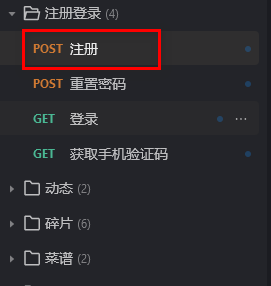 注册登录 (4)
POST 注册
POST 重置密码
GET 登录 ···
GET 获取手机验证码
动态 (2)
碎片 (6)
菜谱 (2)